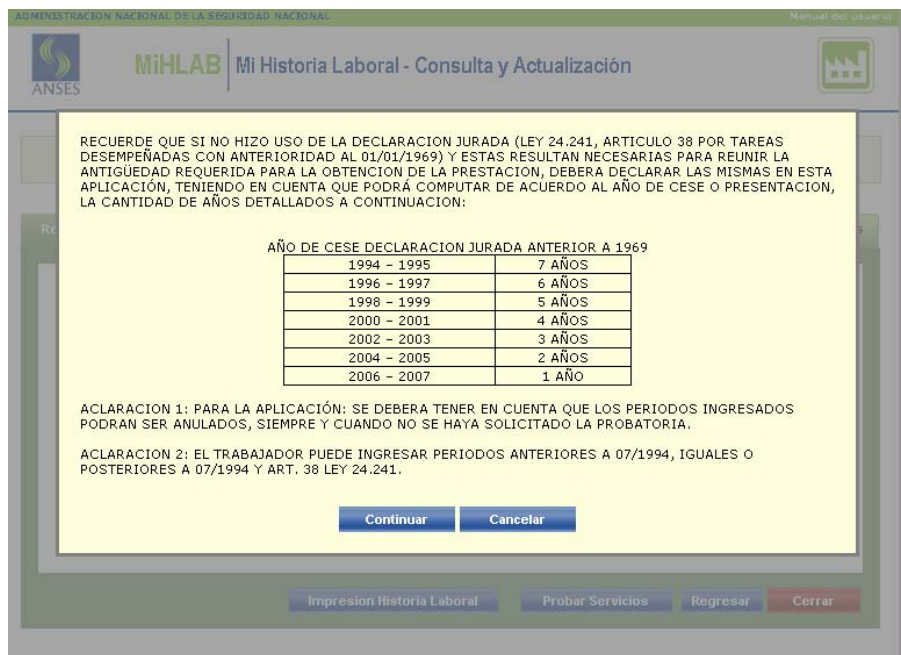 ADMINISTRACION NACIONAL DE LA SEGURIDAD NACIONAL
Manual del usuario
ANSES
MiHLAB Mi Historia Laboral - Consulta y Actualización
RECUERDE QUE SI NO HIZO USO DE LA DECLARACION JURADA (LEY 24.241, ARTICULO 38 POR TAREAS
DESEMPEÑADAS CON ANTERIORIDAD AL 01/01/1969) Y ESTAS RESULTAN NECESARIAS PARA REUNIR LA
ANTIGÜEDAD REQUERIDA PARA LA OBTENCION DE LA PRESTACION, DEBERA DECLARAR LAS MISMAS EN ESTA
APLICACIÓN, TENIENDO EN CUENTA QUE PODRÁ COMPUTAR DE ACUERDO AL AÑO DE CESE O PRESENTACION,
LA CANTIDAD DE AÑOS DETALLADOS A CONTINUACION:
AÑO DE CESE DECLARACION JURADA ANTERIOR A 1969
1994 - 1995 7 AÑOS
1996 - 1997 6 AÑOS
1998 - 1999 5 AÑOS
2000 - 2001 4 AÑOS
2002 - 2003 3 AÑOS
2004 - 2005 2 AÑOS
2006 - 2007 1 AÑO
ACLARACION 1: PARA LA APLICACIÓN: SE DEBERA TENER EN CUENTA QUE LOS PERIODOS INGRESADOS
PODRAN SER ANULADOS, SIEMPRE Y CUANDO NO SE HAYA SOLICITADO LA PROBATORIA.
ACLARACION 2: EL TRABAJADOR PUEDE INGRESAR PERIODOS ANTERIORES A 07/1994, IGUALES O
POSTERIORES A 07/1994 Y ART. 38 LEY 24.241.
Continuar Cancelar
Impresion Historia Laboral Probar Servicios Regresar Cerrar